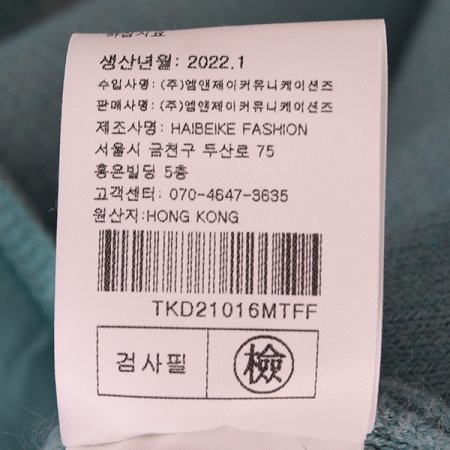 생산년월: 2022.1
수입사명: (주)엠앤제이커뮤니케이션즈
판매사명: (주)엠앤제이커뮤니케이션즈
제조사명: HAIBEIKE FASHION
서울시 금천구 두산로 75
홍은빌딩 5층
고객센터: 070-4647-3635
원산지:HONG KONG
TKD21016MTFF
검사필 檢